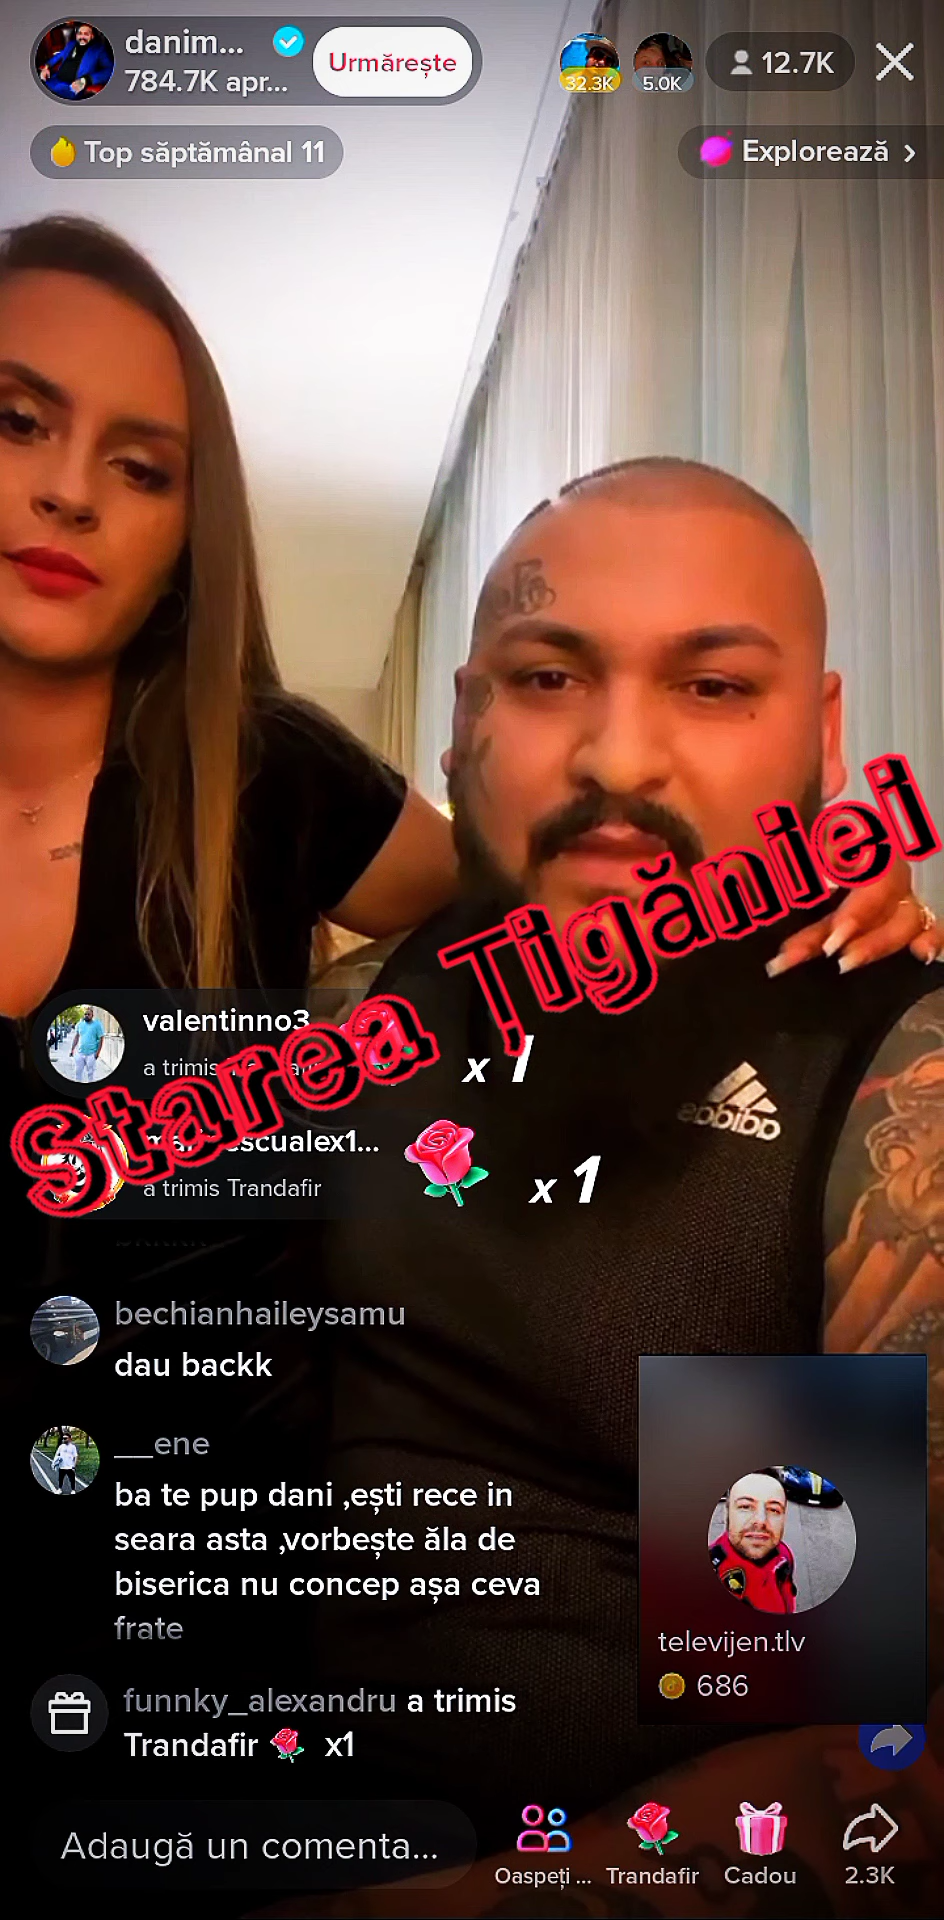 danim...
Urmărește
784.7K apr...
32.3K
5.0K
12.7K
Top săptămânal 11
Explorează
Starea Țigăniei
valentinno3
a trimis
x 1
adidas
a trimis Trandafir
x 1
bechianhaileysamu
dau backk
__ene
ba te pup dani ,ești rece in
seara asta ,vorbește ăla de
biserica nu concep așa ceva
frate
televijen.tlv
686
funnky_alexandru a trimis
Trandafir x1
Adaugă un comenta...
Oaspeți ...
Trandafir
Cadou
2.3K